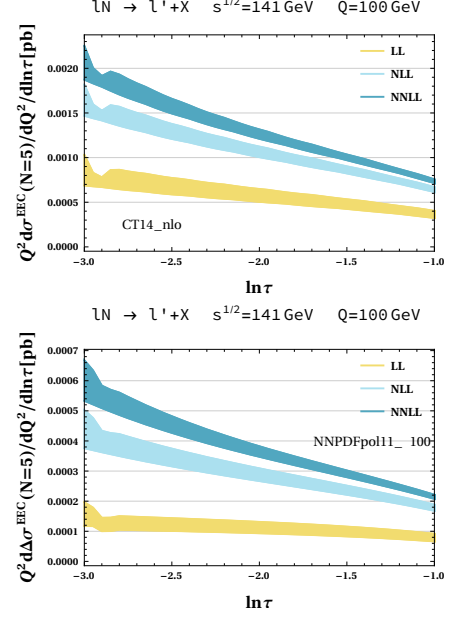 lN → l'+X s^{1/2}=141 GeV Q=100 GeV
Q² dσ^{EEC}(N=5)/dQ²/dlnτ[pb]
0.0020
0.0015
0.0010
0.0005
0.0000
LL
NLL
NNLL
CT14_nlo
-3.0 -2.5 -2.0 -1.5 -1.0
lnτ
lN → l'+X s^{1/2}=141 GeV Q=100 GeV
Q² dΔσ^{EEC}(N=5)/dQ²/dlnτ[pb]
0.0007
0.0006
0.0005
0.0004
0.0003
0.0002
0.0001
0.0000
LL
NLL
NNLL
NNPDFpol11_ 100
-3.0 -2.5 -2.0 -1.5 -1.0
lnτ